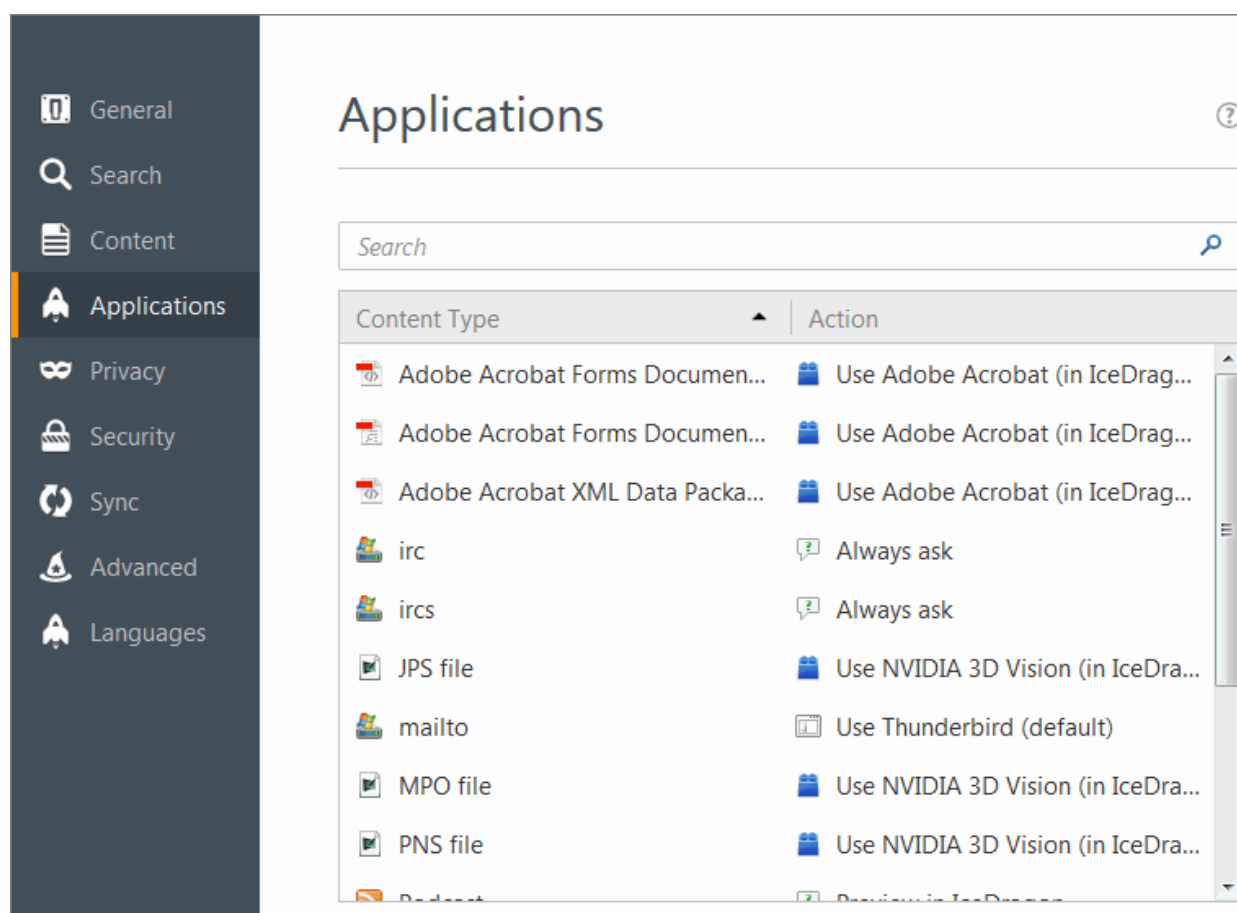 General
Search
Content
Applications
Privacy
Security
Sync
Advanced
Languages
Applications
Search
Content Type Action
Adobe Acrobat Forms Documen... Use Adobe Acrobat (in IceDrag...
Adobe Acrobat Forms Documen... Use Adobe Acrobat (in IceDrag...
Adobe Acrobat XML Data Packa... Use Adobe Acrobat (in IceDrag...
irc Always ask
ircs Always ask
JPS file Use NVIDIA 3D Vision (in IceDra...
mailto Use Thunderbird (default)
MPO file Use NVIDIA 3D Vision (in IceDra...
PNS file Use NVIDIA 3D Vision (in IceDra...
Podcast Preview in IceDragon